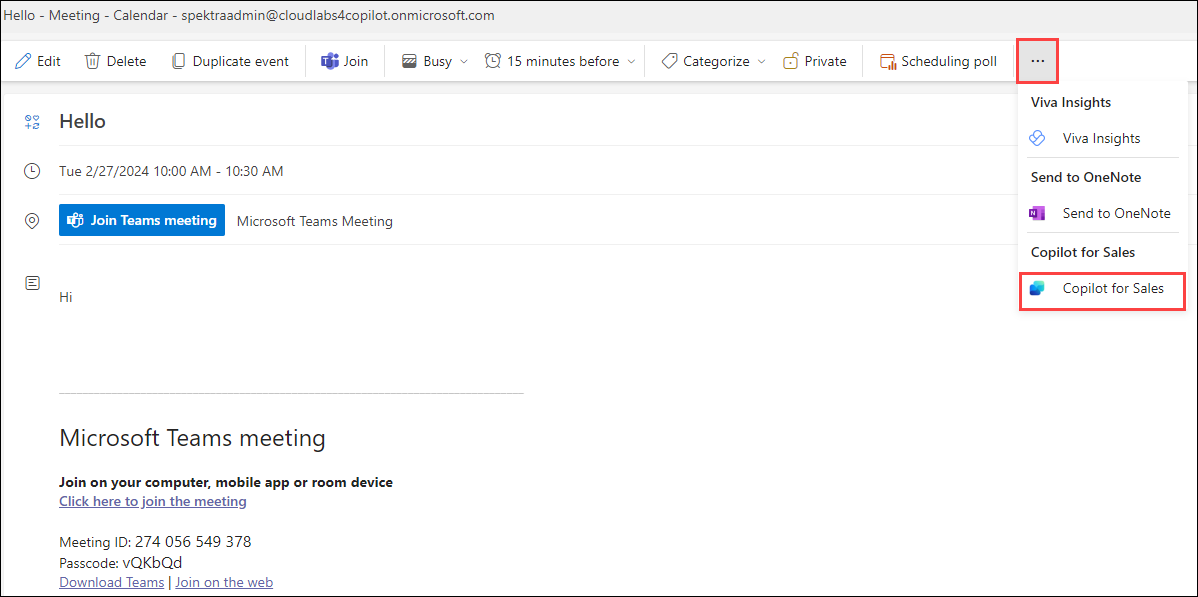 Hello - Meeting - Calendar - spektraadmin@cloudlabs4copilot.onmicrosoft.com
Edit Delete Duplicate event Join Busy 15 minutes before Categorize Private Scheduling poll ...
Viva Insights
Viva Insights
Send to OneNote
Send to OneNote
Copilot for Sales
Copilot for Sales
Hello
Tue 2/27/2024 10:00 AM - 10:30 AM
Join Teams meeting Microsoft Teams Meeting
Hi
Microsoft Teams meeting
Join on your computer, mobile app or room device
Click here to join the meeting
Meeting ID: 274 056 549 378
Passcode: vQKbQd
Download Teams | Join on the web